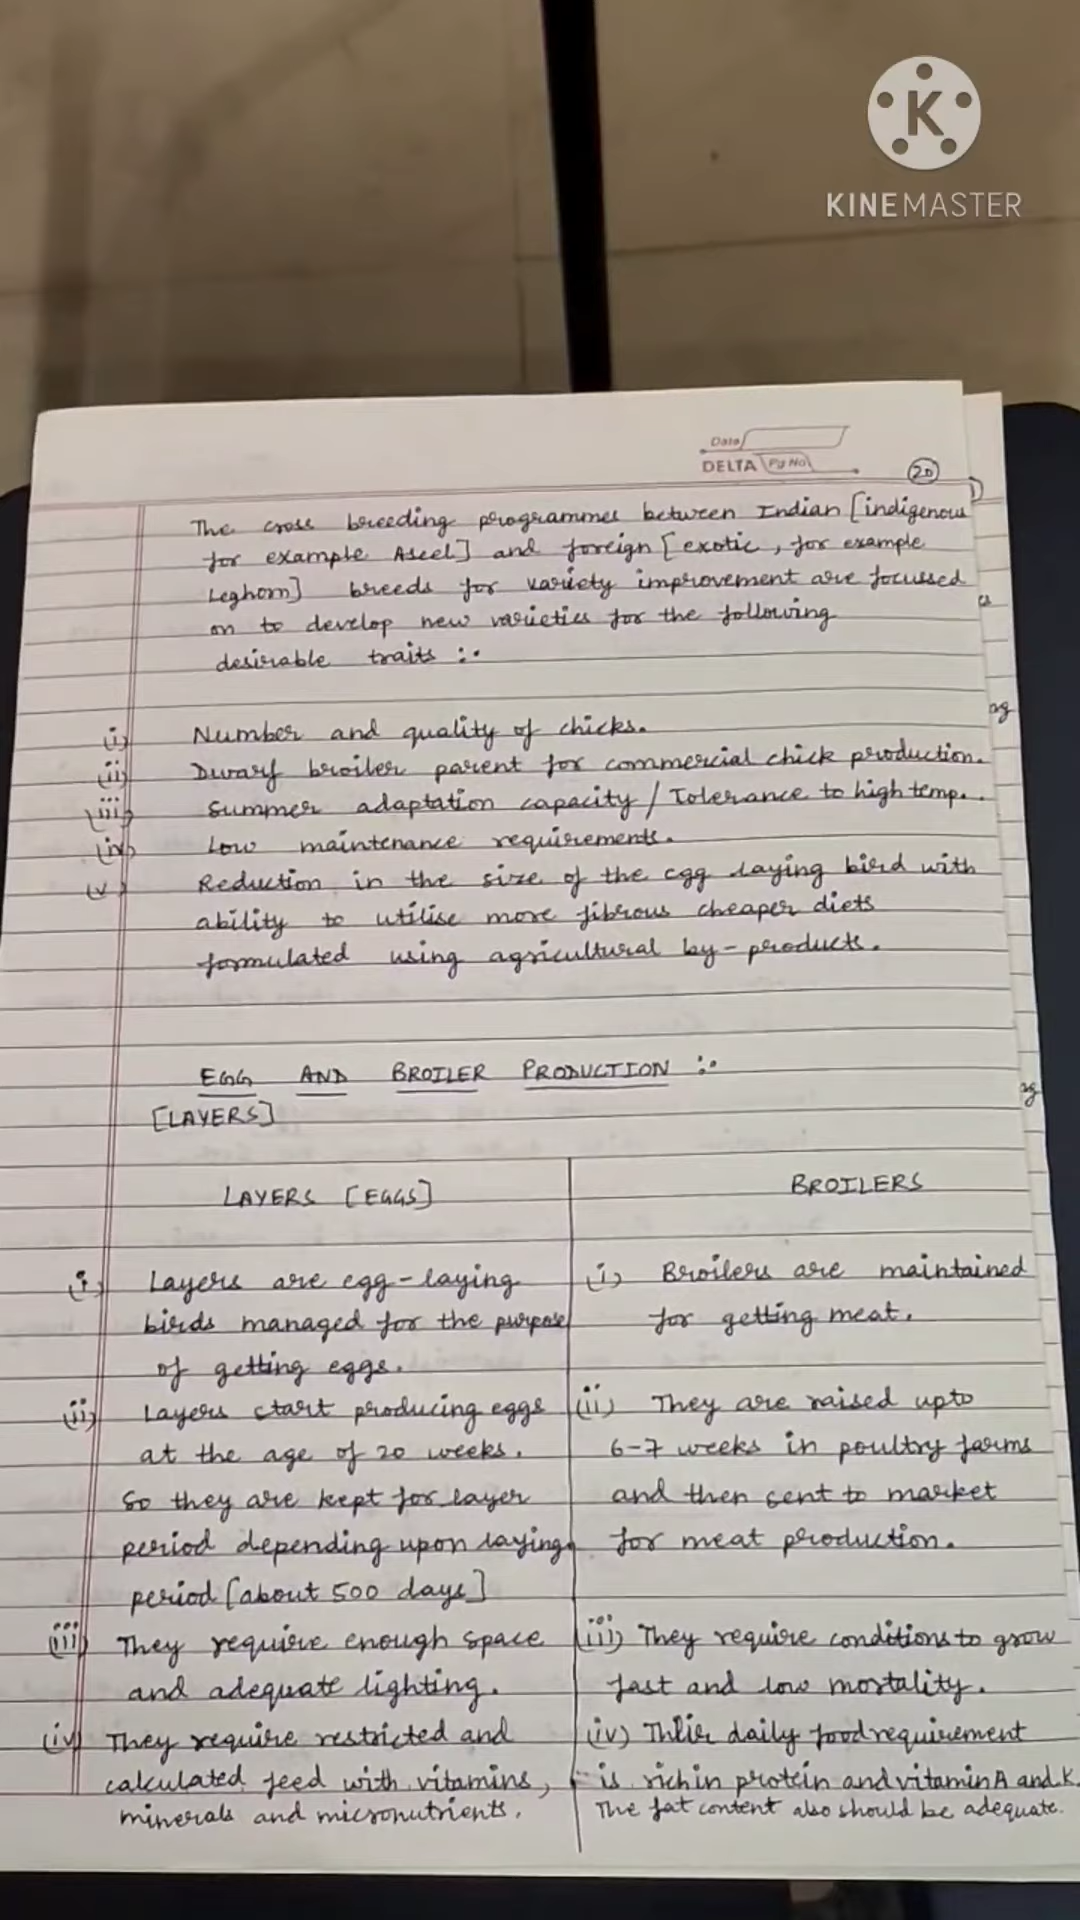 K
KINEMASTER
Date
DELTA Pg No
20
The cross breeding programmes between Indian [indigenous
for example Aseel] and foreign [exotic, for example
Leghorn] breeds for variety improvement are focussed
on to develop new varieties for the following
desirable traits :•
(i) Number and quality of chicks.
(ii) Dwarf broiler parent for commercial chick production.
(iii) Summer adaptation capacity / Tolerance to high temp..
(iv) Low maintenance requirements.
(v) Reduction in the size of the egg laying bird with
ability to utilise more fibrous cheaper diets
formulated using agricultural by-products.
EGG AND BROILER PRODUCTION :•
[LAYERS]
LAYERS [EGGS]
(i) Layers are egg-laying
birds managed for the purpose
of getting eggs.
(ii) Layers start producing eggs
at the age of 20 weeks.
So they are kept for layer
period depending upon laying
period [about 500 days]
(iii) They require enough space
and adequate lighting.
(iv) They require restricted and
calculated feed with vitamins,
minerals and micronutrients.
BROILERS
(i) Broilers are maintained
for getting meat.
(ii) They are raised upto
6-7 weeks in poultry farms
and then sent to market
for meat production.
(iii) They require conditions to grow
fast and low mortality.
(iv) Their daily food requirement
is rich in protein and vitamin A and K.
The fat content also should be adequate.